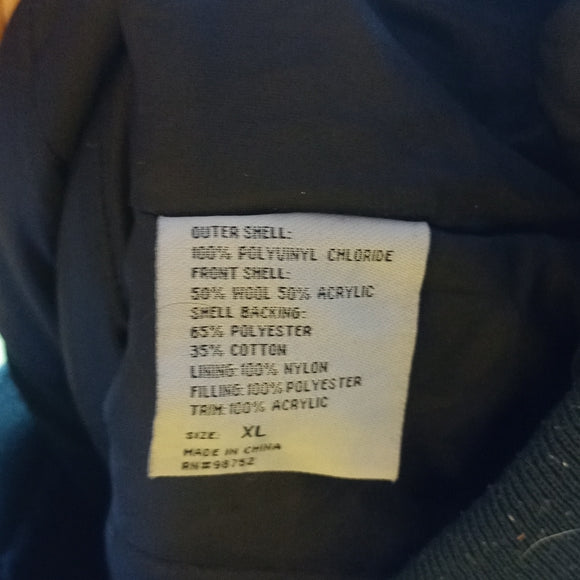 OUTER SHELL:
100% POLYVINYL CHLORIDE
FRONT SHELL:
50% WOOL 50% ACRYLIC
SHELL BACKING:
65% POLYESTER
35% COTTON
LINING:100% NYLON
FILLING:100%POLYESTER
TRIM:100% ACRYLIC
SIZE: XL
MADE IN CHINA
RN#98752